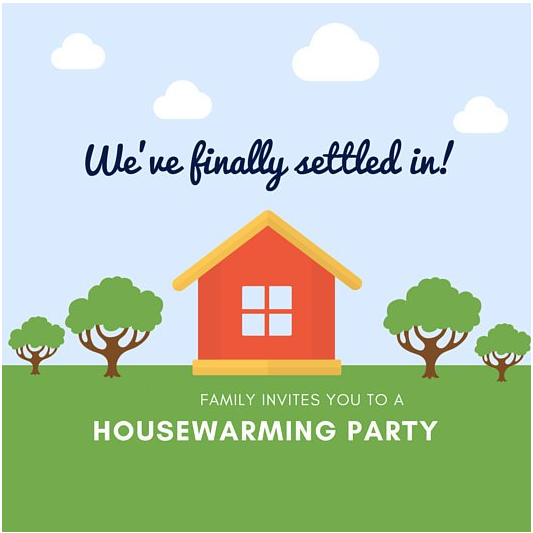 We've finally settled in!
FAMILY INVITES YOU TO A
HOUSEWARMING PARTY